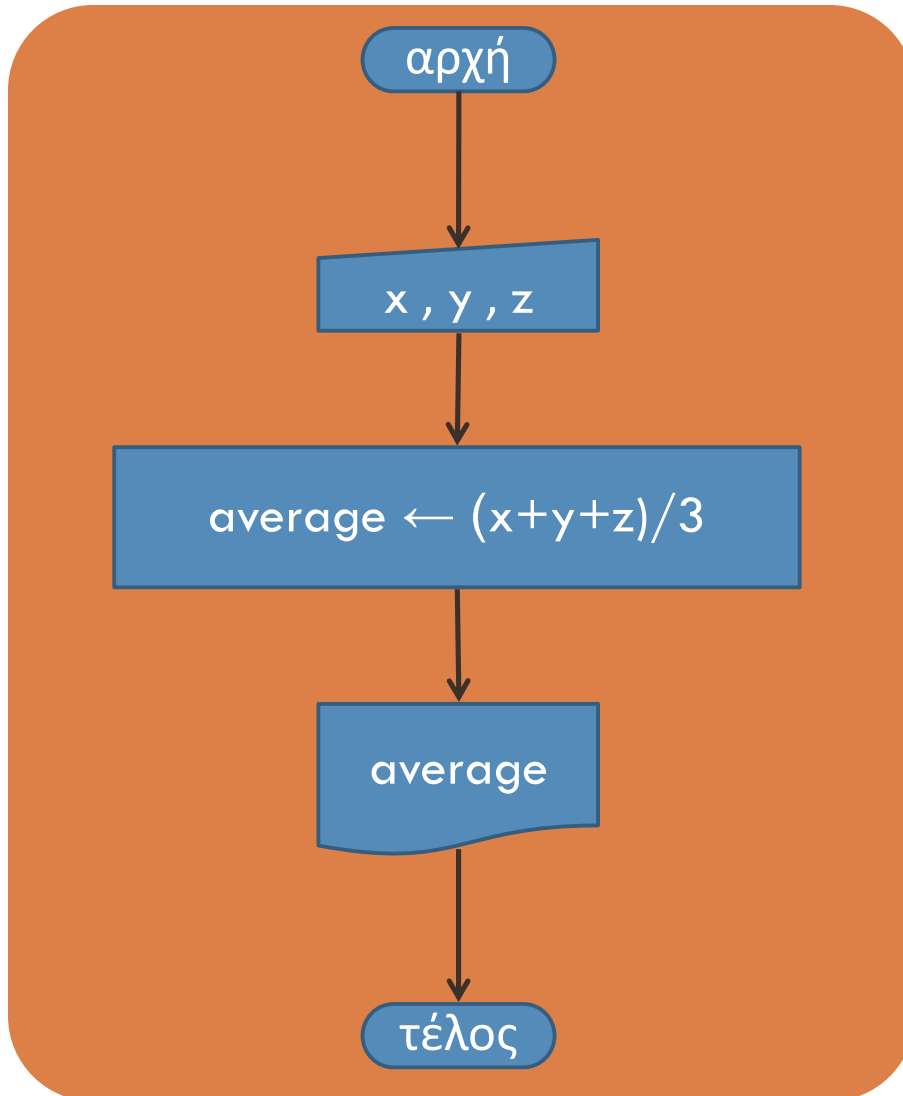 αρχή
x , y , z
average ← (x+y+z)/3
average
τέλος